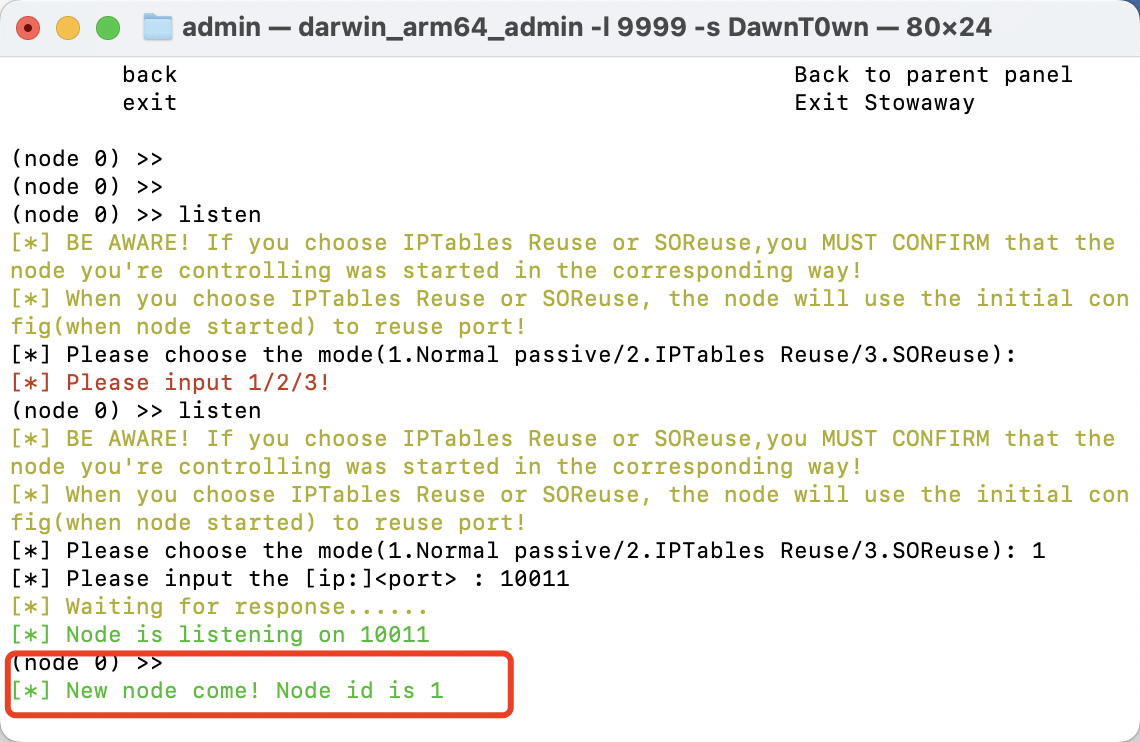 admin — darwin_arm64_admin -l 9999 -s DawnT0wn — 80×24
back Back to parent panel
exit Exit Stowaway
(node 0) >>
(node 0) >>
(node 0) >> listen
[*] BE AWARE! If you choose IPTables Reuse or SOReuse,you MUST CONFIRM that the
node you're controlling was started in the corresponding way!
[*] When you choose IPTables Reuse or SOReuse, the node will use the initial con
fig(when node started) to reuse port!
[*] Please choose the mode(1.Normal passive/2.IPTables Reuse/3.SOReuse):
[*] Please input 1/2/3!
(node 0) >> listen
[*] BE AWARE! If you choose IPTables Reuse or SOReuse,you MUST CONFIRM that the
node you're controlling was started in the corresponding way!
[*] When you choose IPTables Reuse or SOReuse, the node will use the initial con
fig(when node started) to reuse port!
[*] Please choose the mode(1.Normal passive/2.IPTables Reuse/3.SOReuse): 1
[*] Please input the [ip:]<port> : 10011
[*] Waiting for response......
[*] Node is listening on 10011
(node 0) >>
[*] New node come! Node id is 1